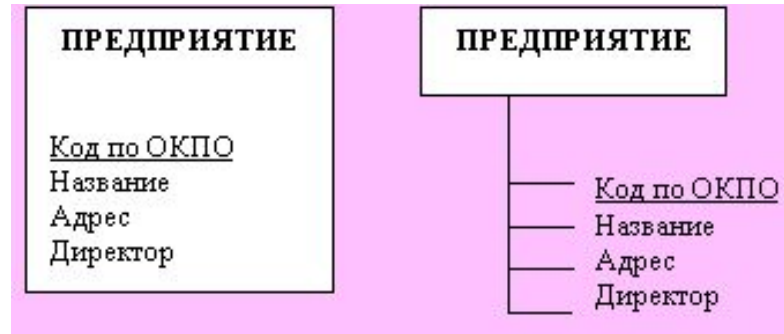 ПРЕДПРИЯТИЕ
Код по ОКПО
Название
Адрес
Директор
ПРЕДПРИЯТИЕ
Код по ОКПО
Название
Адрес
Директор